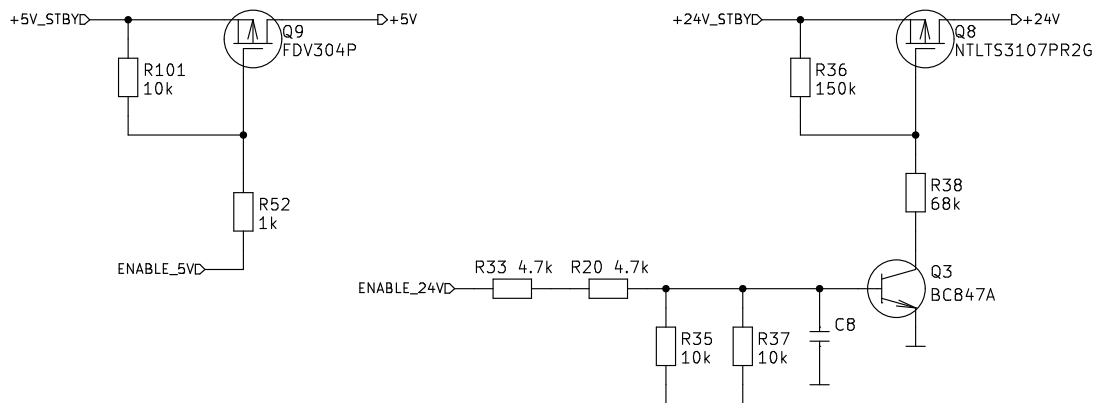 +5V_STBY
+5V
Q9
FDV304P
R101
10k
R52
1k
ENABLE_5V
+24V_STBY
+24V
Q8
NTLTS3107PR2G
R36
150k
R38
68k
Q3
BC847A
ENABLE_24V
R33 4.7k
R20 4.7k
R35
10k
R37
10k
C8